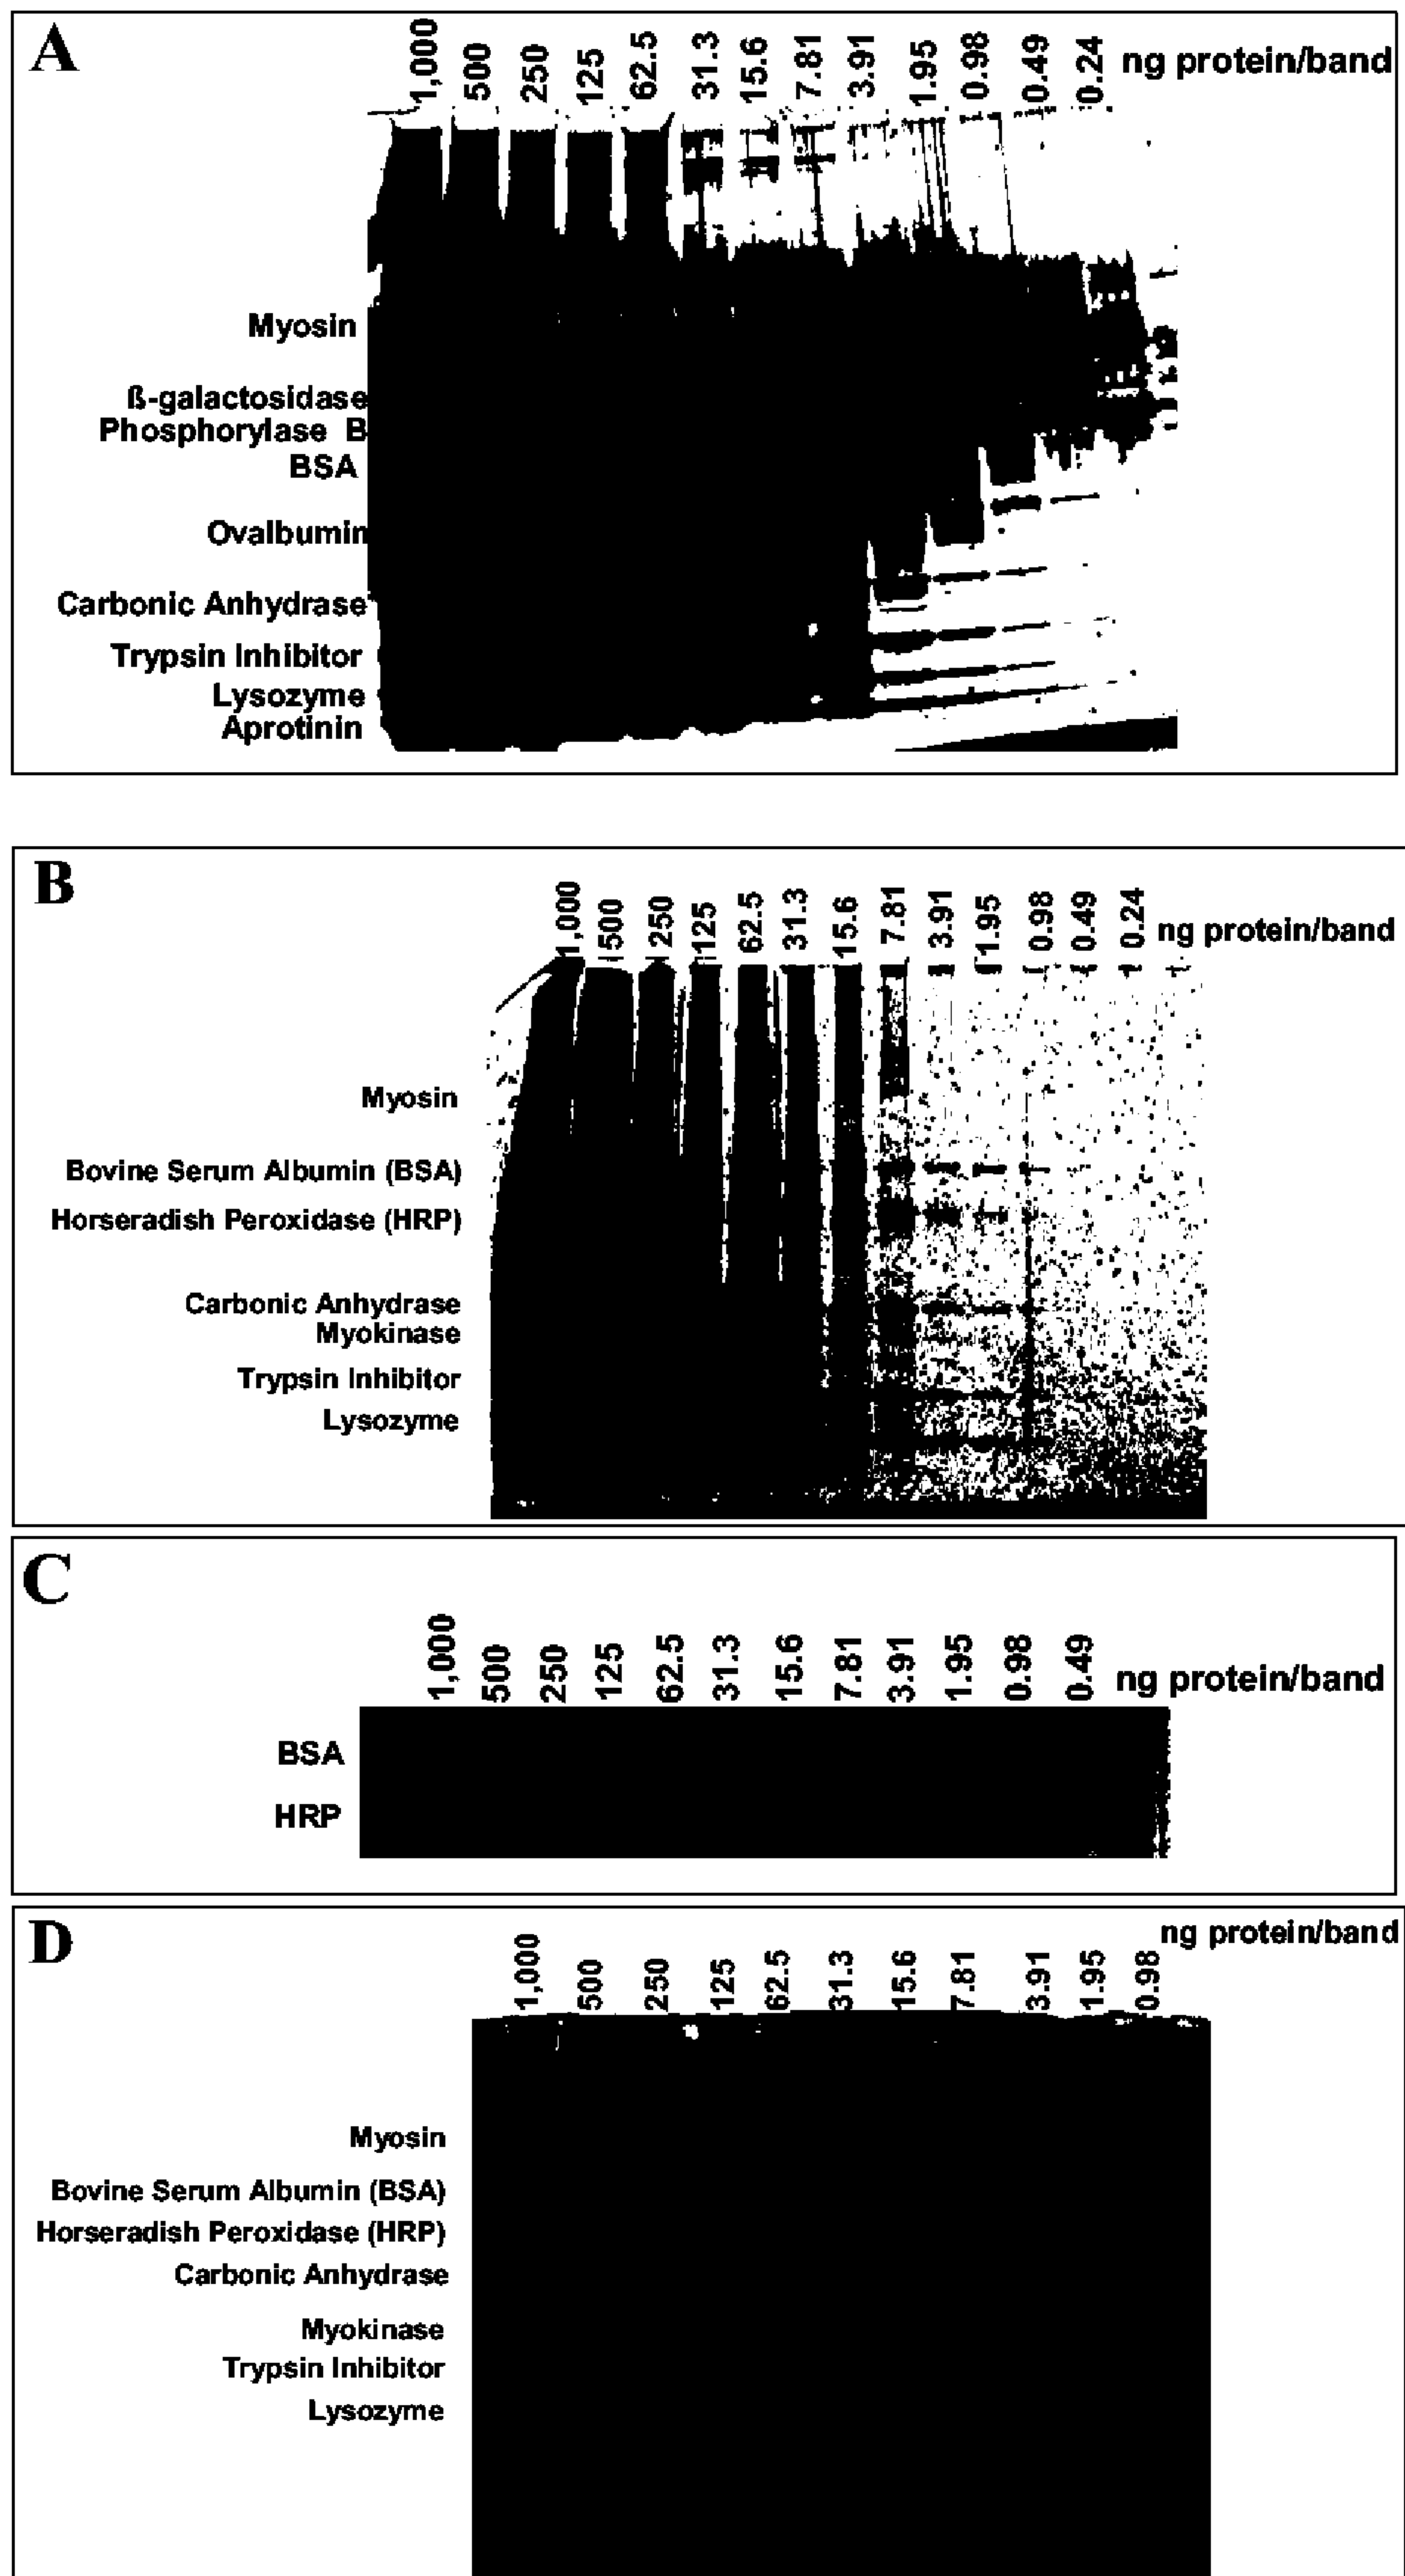 A
1,000 500 250 125 62.5 31.3 15.6 7.81 3.91 1.95 0.98 0.49 0.24 ng protein/band
Myosin
ß-galactosidase
Phosphorylase B
BSA
Ovalbumin
Carbonic Anhydrase
Trypsin Inhibitor
Lysozyme
Aprotinin
B
1,000 500 250 125 62.5 31.3 15.6 7.81 3.91 1.95 0.98 0.49 0.24 ng protein/band
Myosin
Bovine Serum Albumin (BSA)
Horseradish Peroxidase (HRP)
Carbonic Anhydrase
Myokinase
Trypsin Inhibitor
Lysozyme
C
1,000 500 250 125 62.5 31.3 15.6 7.81 3.91 1.95 0.98 0.49 ng protein/band
BSA
HRP
D
ng protein/band
1,000 500 250 125 62.5 31.3 15.6 7.81 3.91 1.95 0.98
Myosin
Bovine Serum Albumin (BSA)
Horseradish Peroxidase (HRP)
Carbonic Anhydrase
Myokinase
Trypsin Inhibitor
Lysozyme